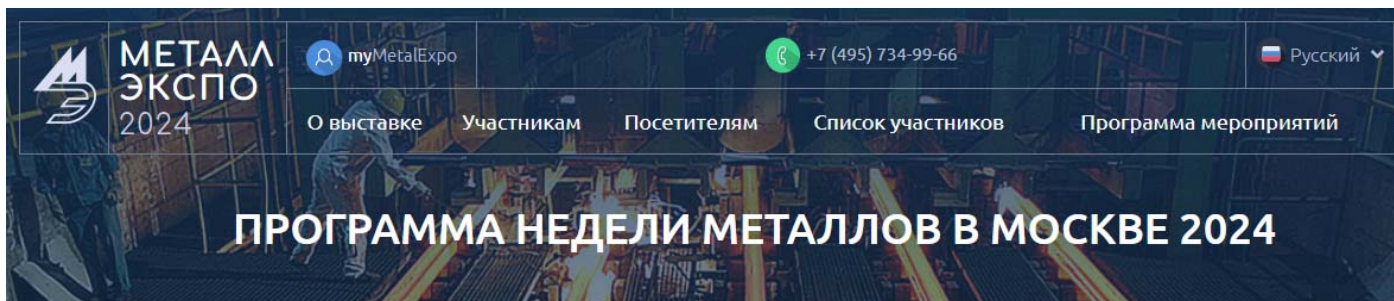 МЕТАЛЛ
ЭКСПО
2024
myMetalExpo
+7 (495) 734-99-66
Русский
О выставке Участникам Посетителям Список участников Программа мероприятий
ПРОГРАММА НЕДЕЛИ МЕТАЛЛОВ В МОСКВЕ 2024